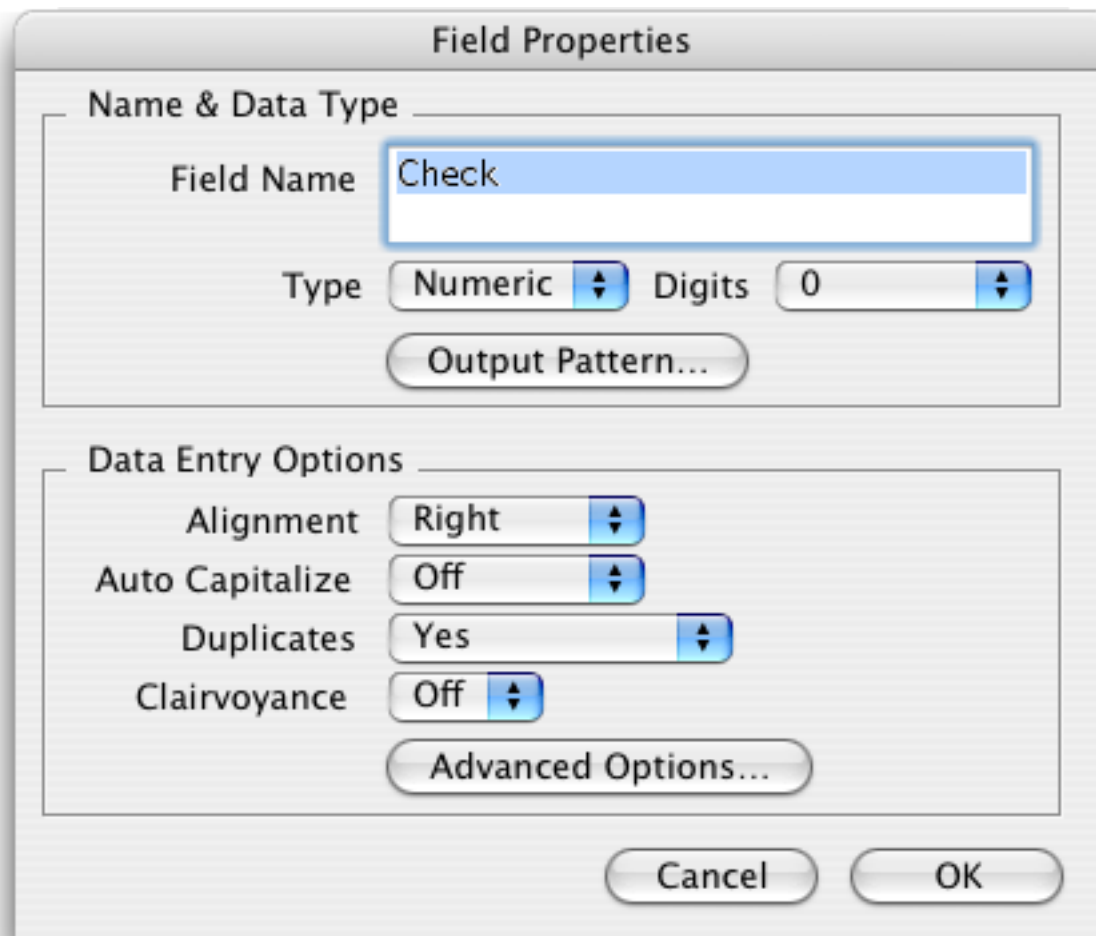 Field Properties
Name & Data Type
Field Name Check
Type Numeric Digits 0
Output Pattern...
Data Entry Options
Alignment Right
Auto Capitalize Off
Duplicates Yes
Clairvoyance Off
Advanced Options...
Cancel OK